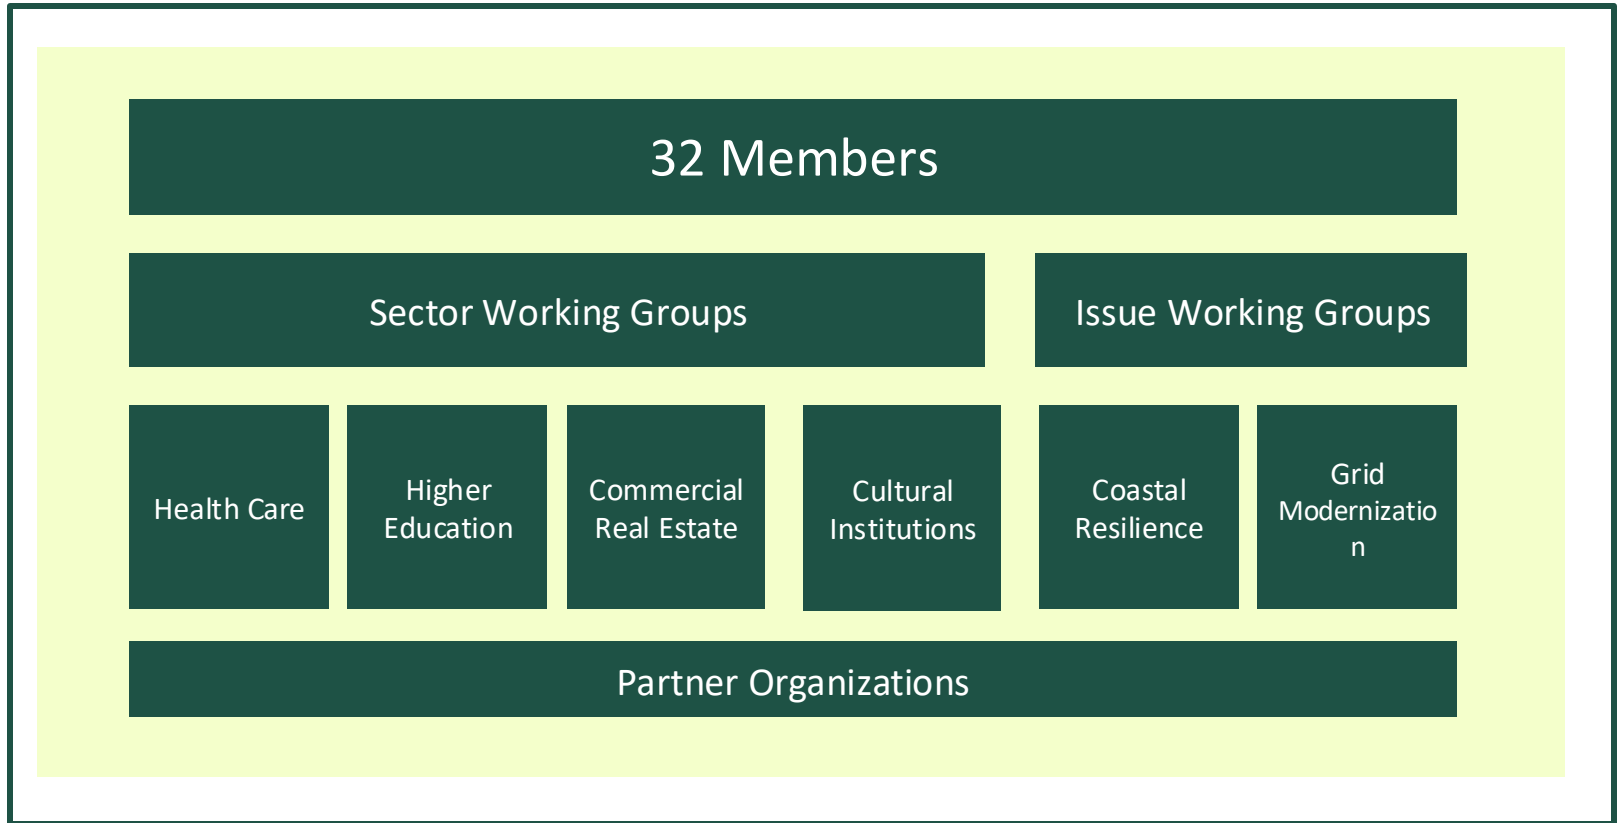 32 Members
Sector Working Groups
Issue Working Groups
Health Care
Higher
Education
Commercial
Real Estate
Cultural
Institutions
Coastal
Resilience
Grid
Modernizatio
n
Partner Organizations